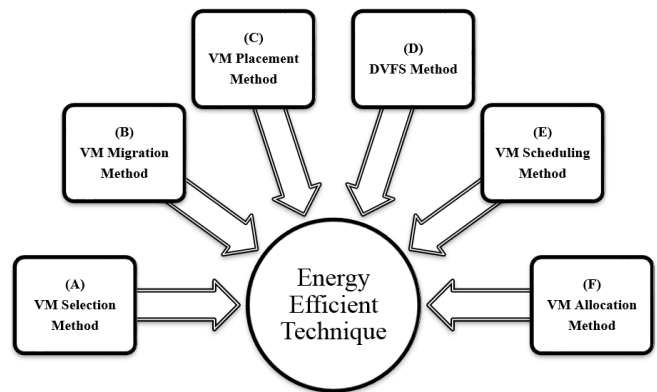 (A)
VM Selection
Method
(B)
VM Migration
Method
(C)
VM Placement
Method
(D)
DVFS Method
(E)
VM Scheduling
Method
(F)
VM Allocation
Method
Energy
Efficient
Technique